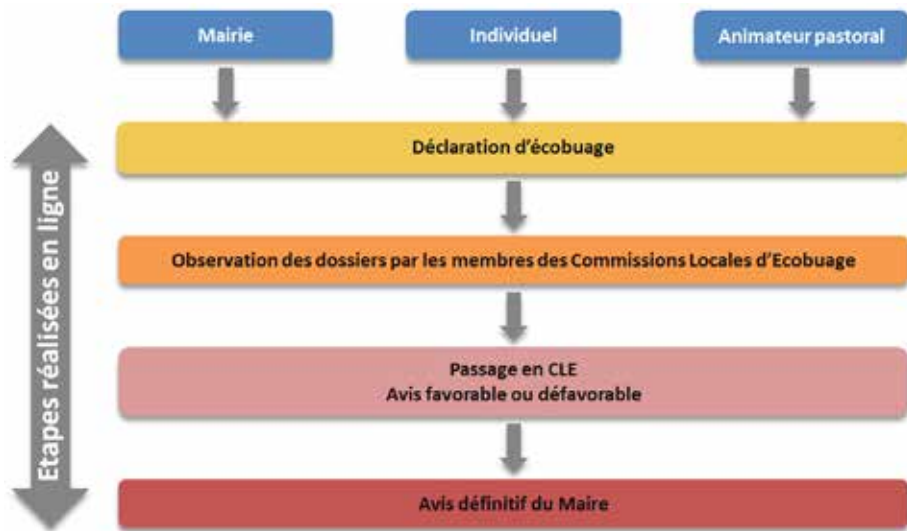 Mairie
Individuel
Animateur pastoral
Etapes réalisées en ligne
Déclaration d'écobuage
Observation des dossiers par les membres des Commissions Locales d'Ecobuage
Passage en CLE
Avis favorable ou défavorable
Avis définitif du Maire